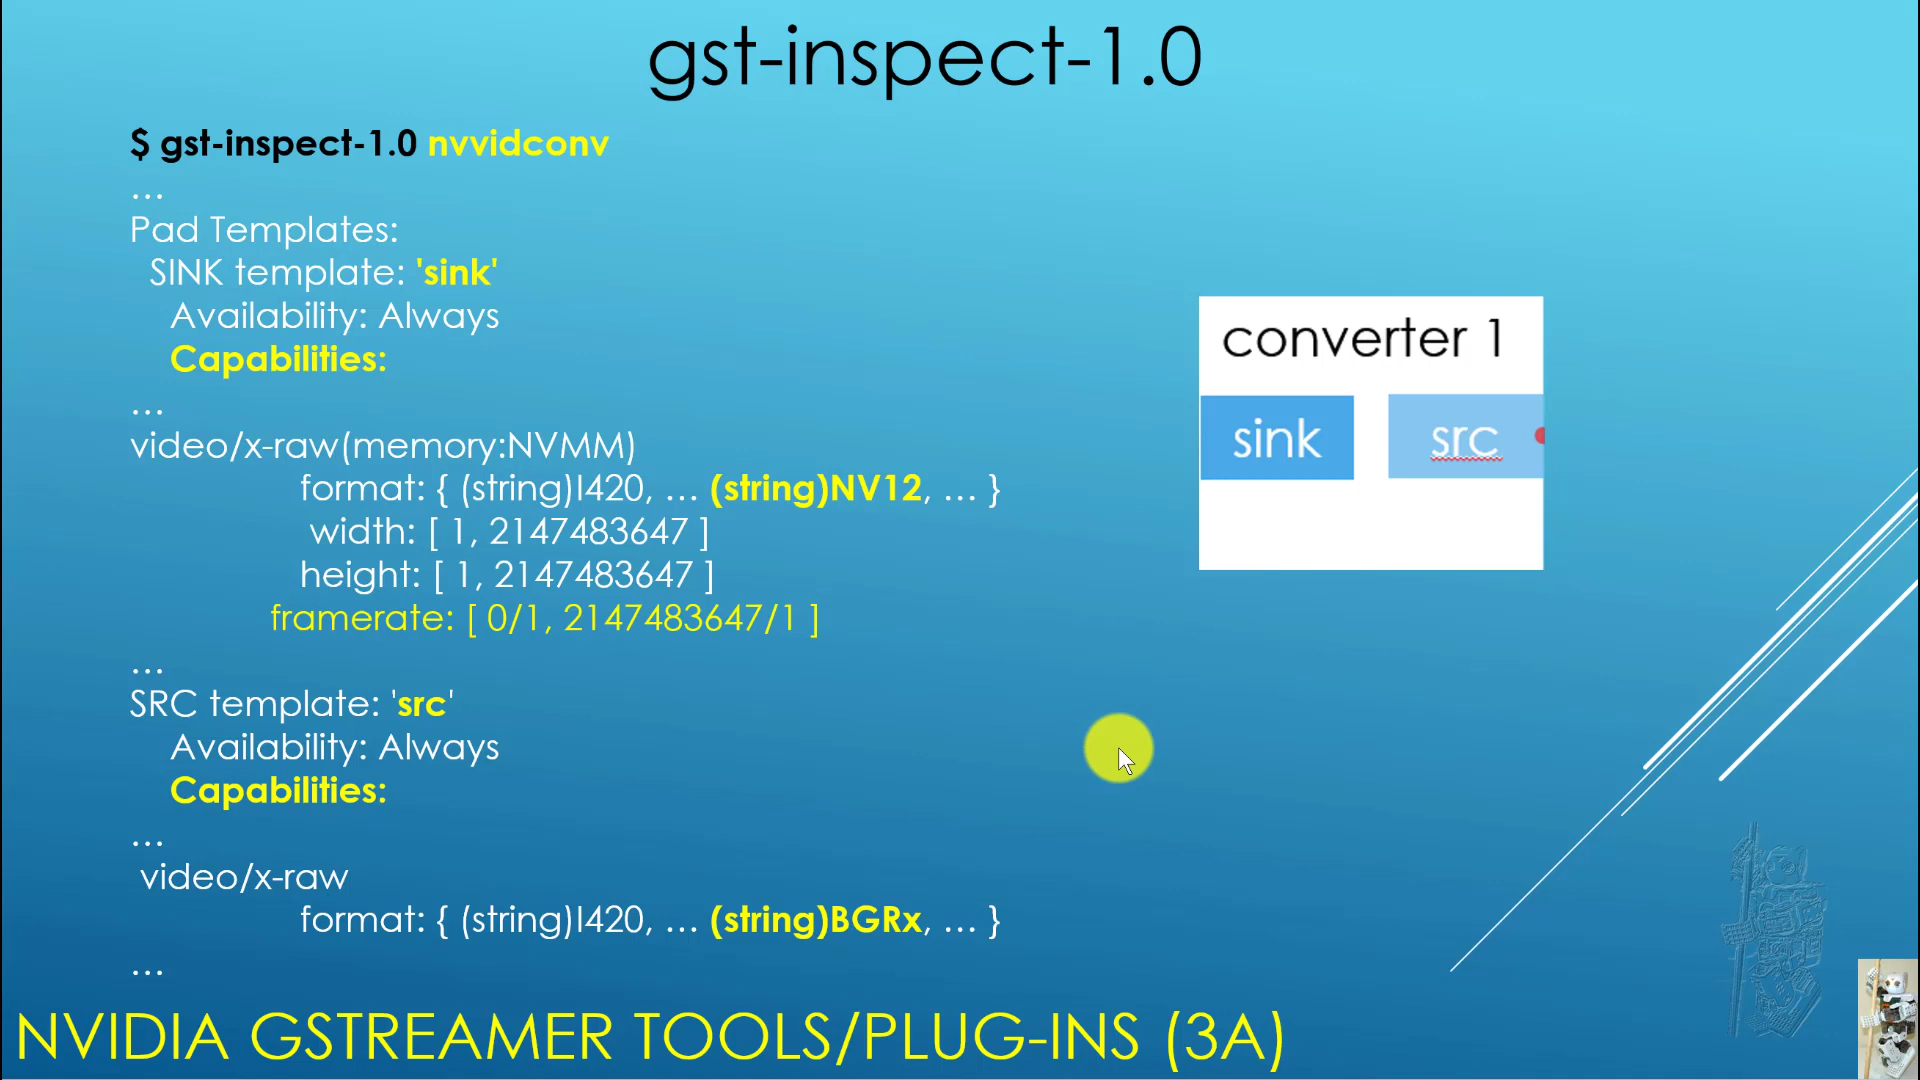 gst-inspect-1.0
$ gst-inspect-1.0 nvvidconv
…
Pad Templates:
SINK template: 'sink'
Availability: Always
Capabilities:
…
video/x-raw(memory:NVMM)
format: { (string)I420, … (string)NV12, … }
width: [ 1, 2147483647 ]
height: [ 1, 2147483647 ]
framerate: [ 0/1, 2147483647/1 ]
…
SRC template: 'src'
Availability: Always
Capabilities:
…
video/x-raw
format: { (string)I420, … (string)BGRx, … }
…
converter 1
sink src
NVIDIA GSTREAMER TOOLS/PLUG-INS (3A)